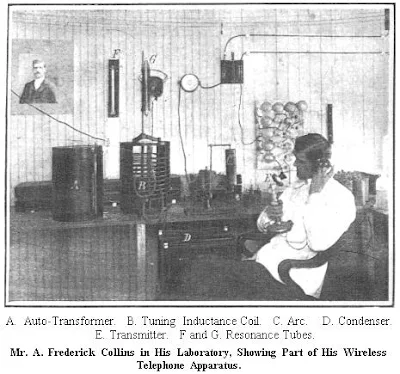 F
G
A
B
E
D
A. Auto-Transformer. B. Tuning Inductance Coil. C. Arc. D. Condenser.
E. Transmitter. F and G. Resonance Tubes.
Mr. A. Frederick Collins in His Laboratory, Showing Part of His Wireless
Telephone Apparatus.